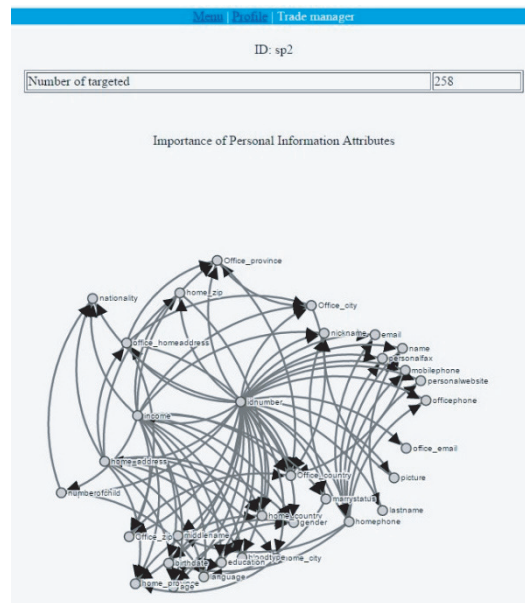 Menu | Profile | Trade manager
ID: sp2
Number of targeted 258
Importance of Personal Information Attributes
Office_province
home_zip
nationality
Office_city
nickname
email
office_homeaddress
name
personalfax
mobilephone
personalwebsite
idnumber
officephone
income
office_email
home_address
Office_country
picture
numberofchild
marrystatus
lastname
home_country
gender
homephone
Office_zip
middlename
bloodtype
home_city
birthdate
education
language
home_province
age